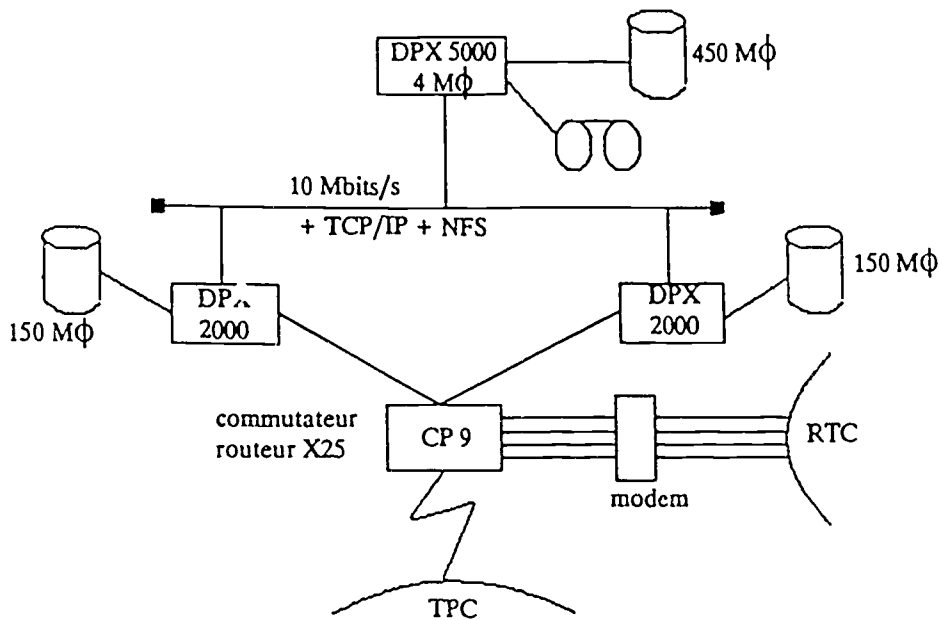 DPX 5000
4 Mϕ
450 Mϕ
10 Mbits/s
+ TCP/IP + NFS
150 Mϕ
DPX
2000
DPX
2000
150 Mϕ
commutateur
routeur X25
CP 9
modem
RTC
TPC